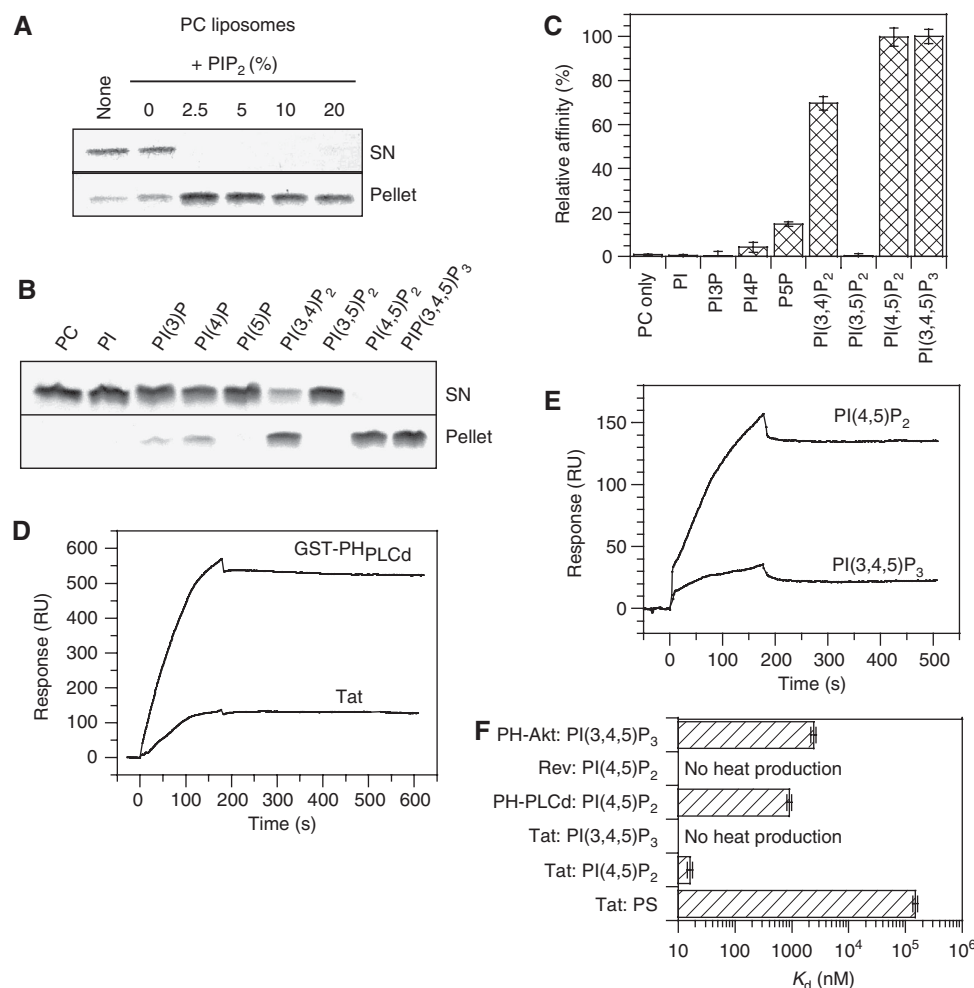 A
PC liposomes
+ PIP2 (%)
None
0 2.5 5 10 20
SN
Pellet
B
PC PI PI(3)P PI(4)P PI(5)P PI(3,4)P2 PI(3,5)P2 PI(4,5)P2 PIP(3,4,5)P3
SN
Pellet
C
Relative affinity (%)
100
80
60
40
20
0
PC only PI PI3P PI4P P5P PI(3,4)P2 PI(3,5)P2 PI(4,5)P2 PI(3,4,5)P3
D
Response (RU)
600
500
400
300
200
100
0
GST-PHPLCd
Tat
0 100 200 300 400 500 600
Time (s)
E
Response (RU)
150
100
50
0
PI(4,5)P2
PI(3,4,5)P3
0 100 200 300 400 500
Time (s)
F
PH-Akt: PI(3,4,5)P3
Rev: PI(4,5)P2 No heat production
PH-PLCd: PI(4,5)P2
Tat: PI(3,4,5)P3 No heat production
Tat: PI(4,5)P2
Tat: PS
10 100 1000 10^4 10^5 10^6
Kd (nM)